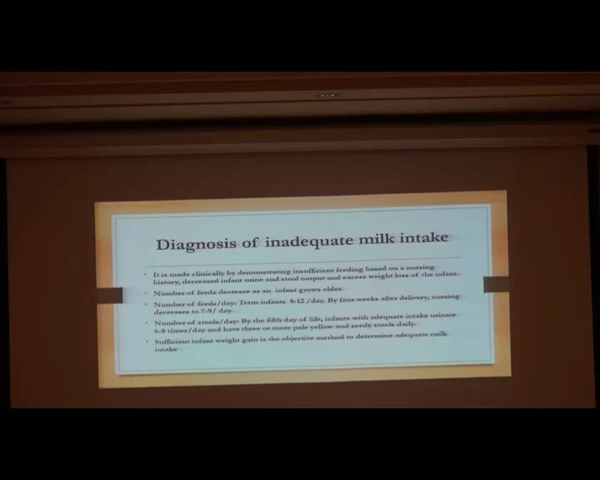 Diagnosis of inadequate milk intake
• It is made clinically by demonstrating insufficient feeding based on a nursing
history, decreased infant urine and stool output and excess weight loss of the infant.
• Number of feeds decrease as an infant grows older.
• Number of feeds/day: Term infants 8-12 /day. By four weeks after delivery, nursing
decreases to 7-9/ day.
• Number of stools/day: By the fifth day of life, infants with adequate intake urinate
6-8 times/day and have three or more pale yellow and seedy stools daily.
• Sufficient infant weight gain is the objective method to determine adequate milk
intake